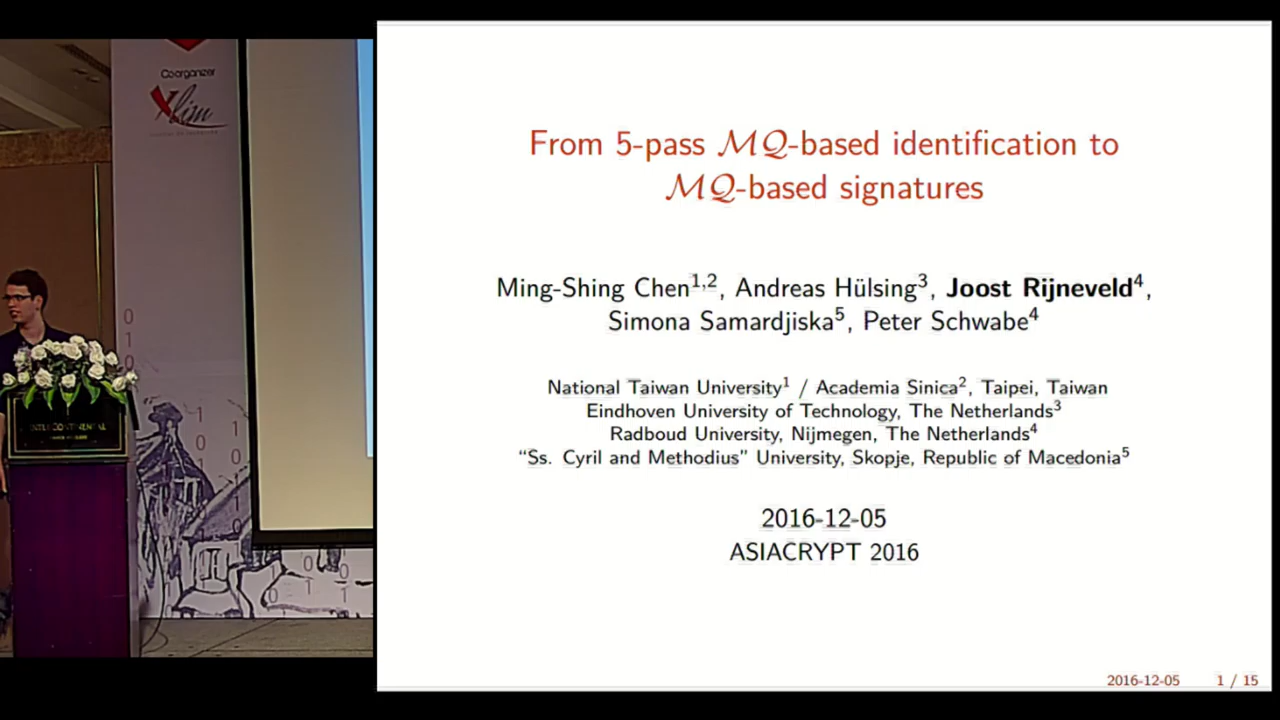 Coorganizer
Xlim
INTERCONTINENTAL
From 5-pass MQ-based identification to
MQ-based signatures
Ming-Shing Chen1,2, Andreas Hülsing3, Joost Rijneveld4,
Simona Samardjiska5, Peter Schwabe4
National Taiwan University1 / Academia Sinica2, Taipei, Taiwan
Eindhoven University of Technology, The Netherlands3
Radboud University, Nijmegen, The Netherlands4
“Ss. Cyril and Methodius” University, Skopje, Republic of Macedonia5
2016-12-05
ASIACRYPT 2016
2016-12-05 1 / 15